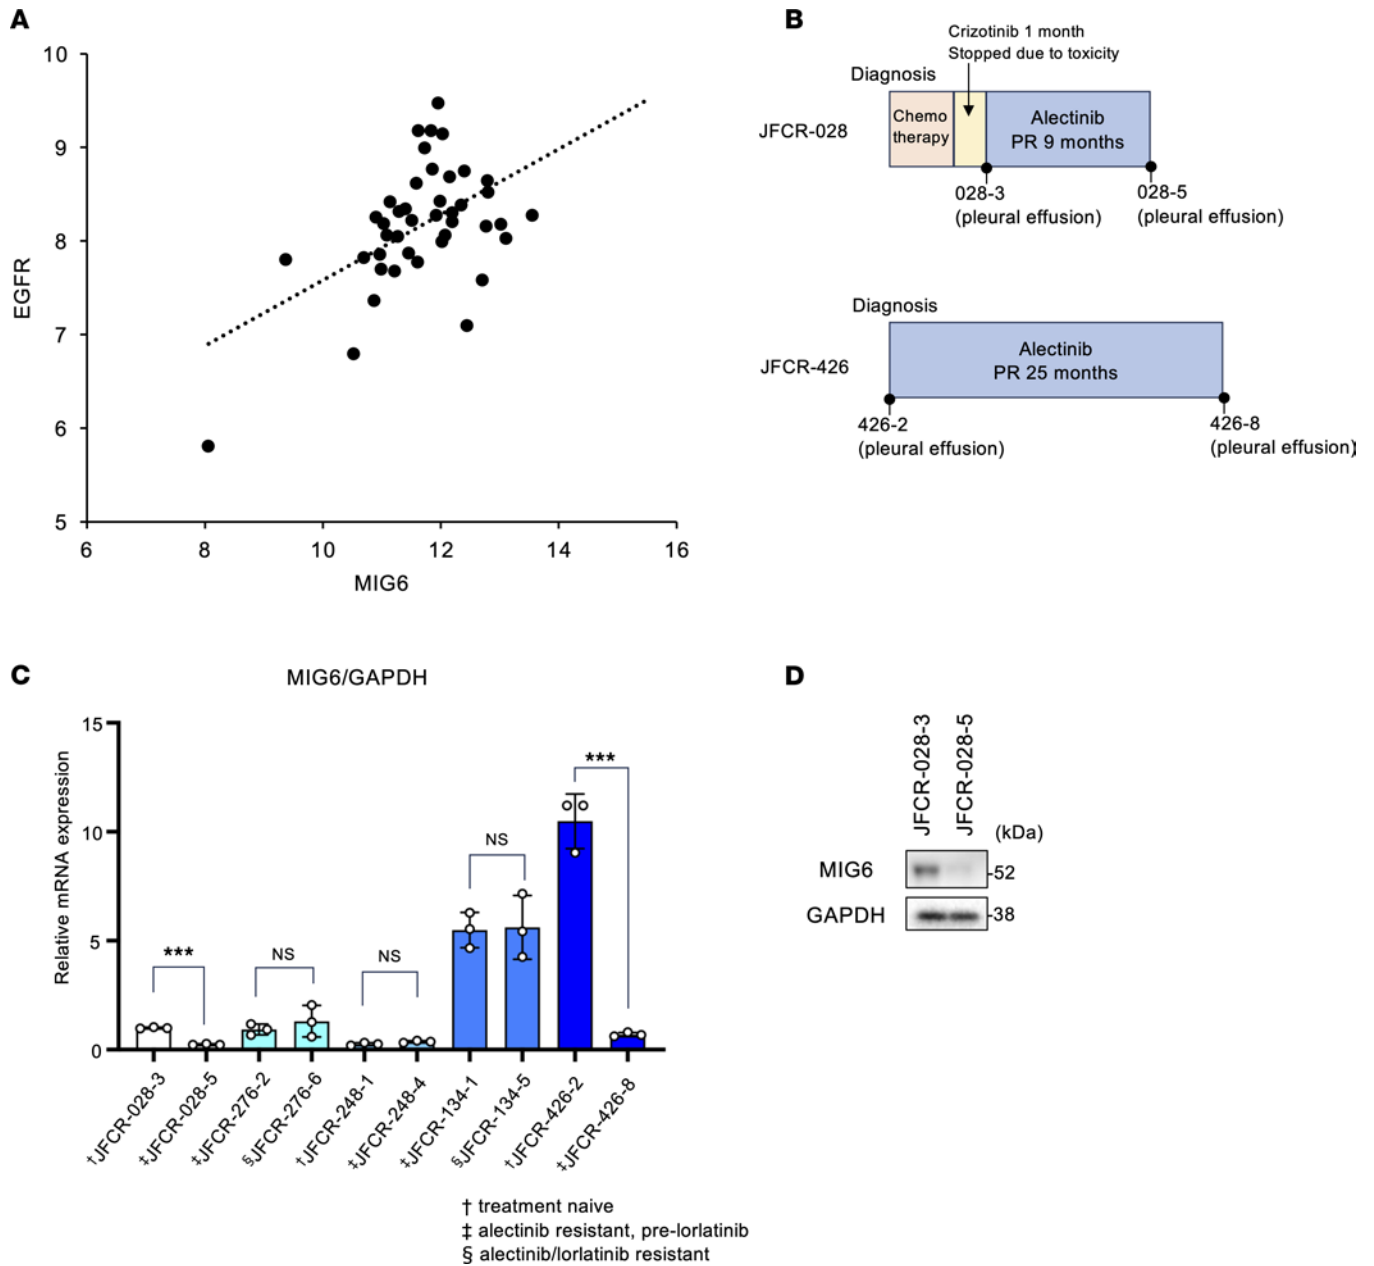 A
10
9
8
7
6
5
EGFR
6 8 10 12 14 16
MIG6
B
Crizotinib 1 month
Stopped due to toxicity
Diagnosis
JFCR-028
Chemo
therapy
Alectinib
PR 9 months
028-3
(pleural effusion)
028-5
(pleural effusion)
Diagnosis
JFCR-426
Alectinib
PR 25 months
426-2
(pleural effusion)
426-8
(pleural effusion)
C
MIG6/GAPDH
Relative mRNA expression
15
10
5
0
***
NS
NS
NS
***
†JFCR-028-3
‡JFCR-028-5
‡JFCR-276-2
§JFCR-276-6
†JFCR-248-1
‡JFCR-248-4
‡JFCR-134-1
§JFCR-134-5
†JFCR-426-2
‡JFCR-426-8
† treatment naive
‡ alectinib resistant, pre-lorlatinib
§ alectinib/lorlatinib resistant
D
JFCR-028-3
JFCR-028-5
(kDa)
MIG6
-52
GAPDH
-38